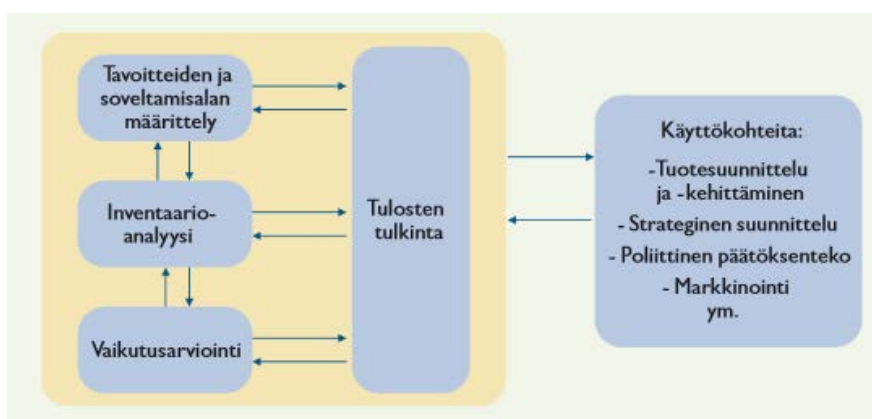 Tavoitteiden ja
soveltamisalan
määrittely
Inventaario-
analyysi
Vaikutusarviointi
Tulosten
tulkinta
Käyttökohteita:
-Tuotesuunnittelu
ja -kehittäminen
- Strateginen suunnittelu
- Poliittinen päätöksenteko
- Markkinointi
ym.